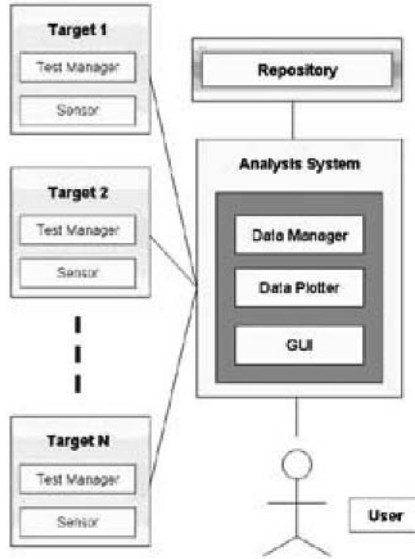 Target 1
Test Manager
Sensor
Target 2
Test Manager
Sensor
Target N
Test Manager
Sensor
Repository
Analysis System
Data Manager
Data Plotter
GUI
User